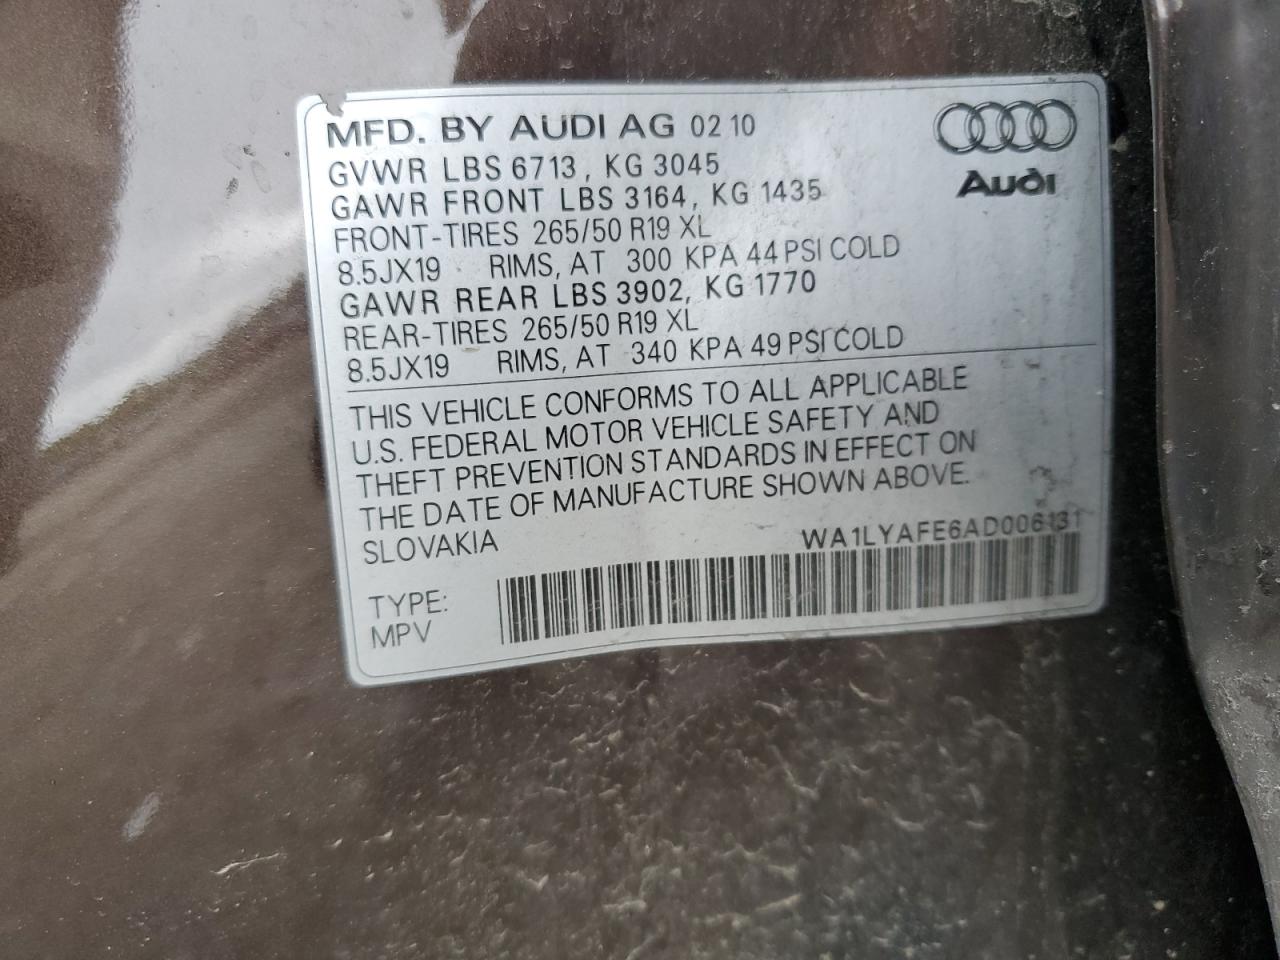 MFD. BY AUDI AG 02 10
GVWR LBS 6713, KG 3045
GAWR FRONT LBS 3164, KG 1435
FRONT-TIRES 265/50 R19 XL
8.5JX19 RIMS, AT 300 KPA 44 PSI COLD
GAWR REAR LBS 3902, KG 1770
REAR-TIRES 265/50 R19 XL
8.5JX19 RIMS, AT 340 KPA 49 PSI COLD
Audi
THIS VEHICLE CONFORMS TO ALL APPLICABLE
U.S. FEDERAL MOTOR VEHICLE SAFETY AND
THEFT PREVENTION STANDARDS IN EFFECT ON
THE DATE OF MANUFACTURE SHOWN ABOVE.
SLOVAKIA
WA1LYAFE6AD006131
TYPE:
MPV